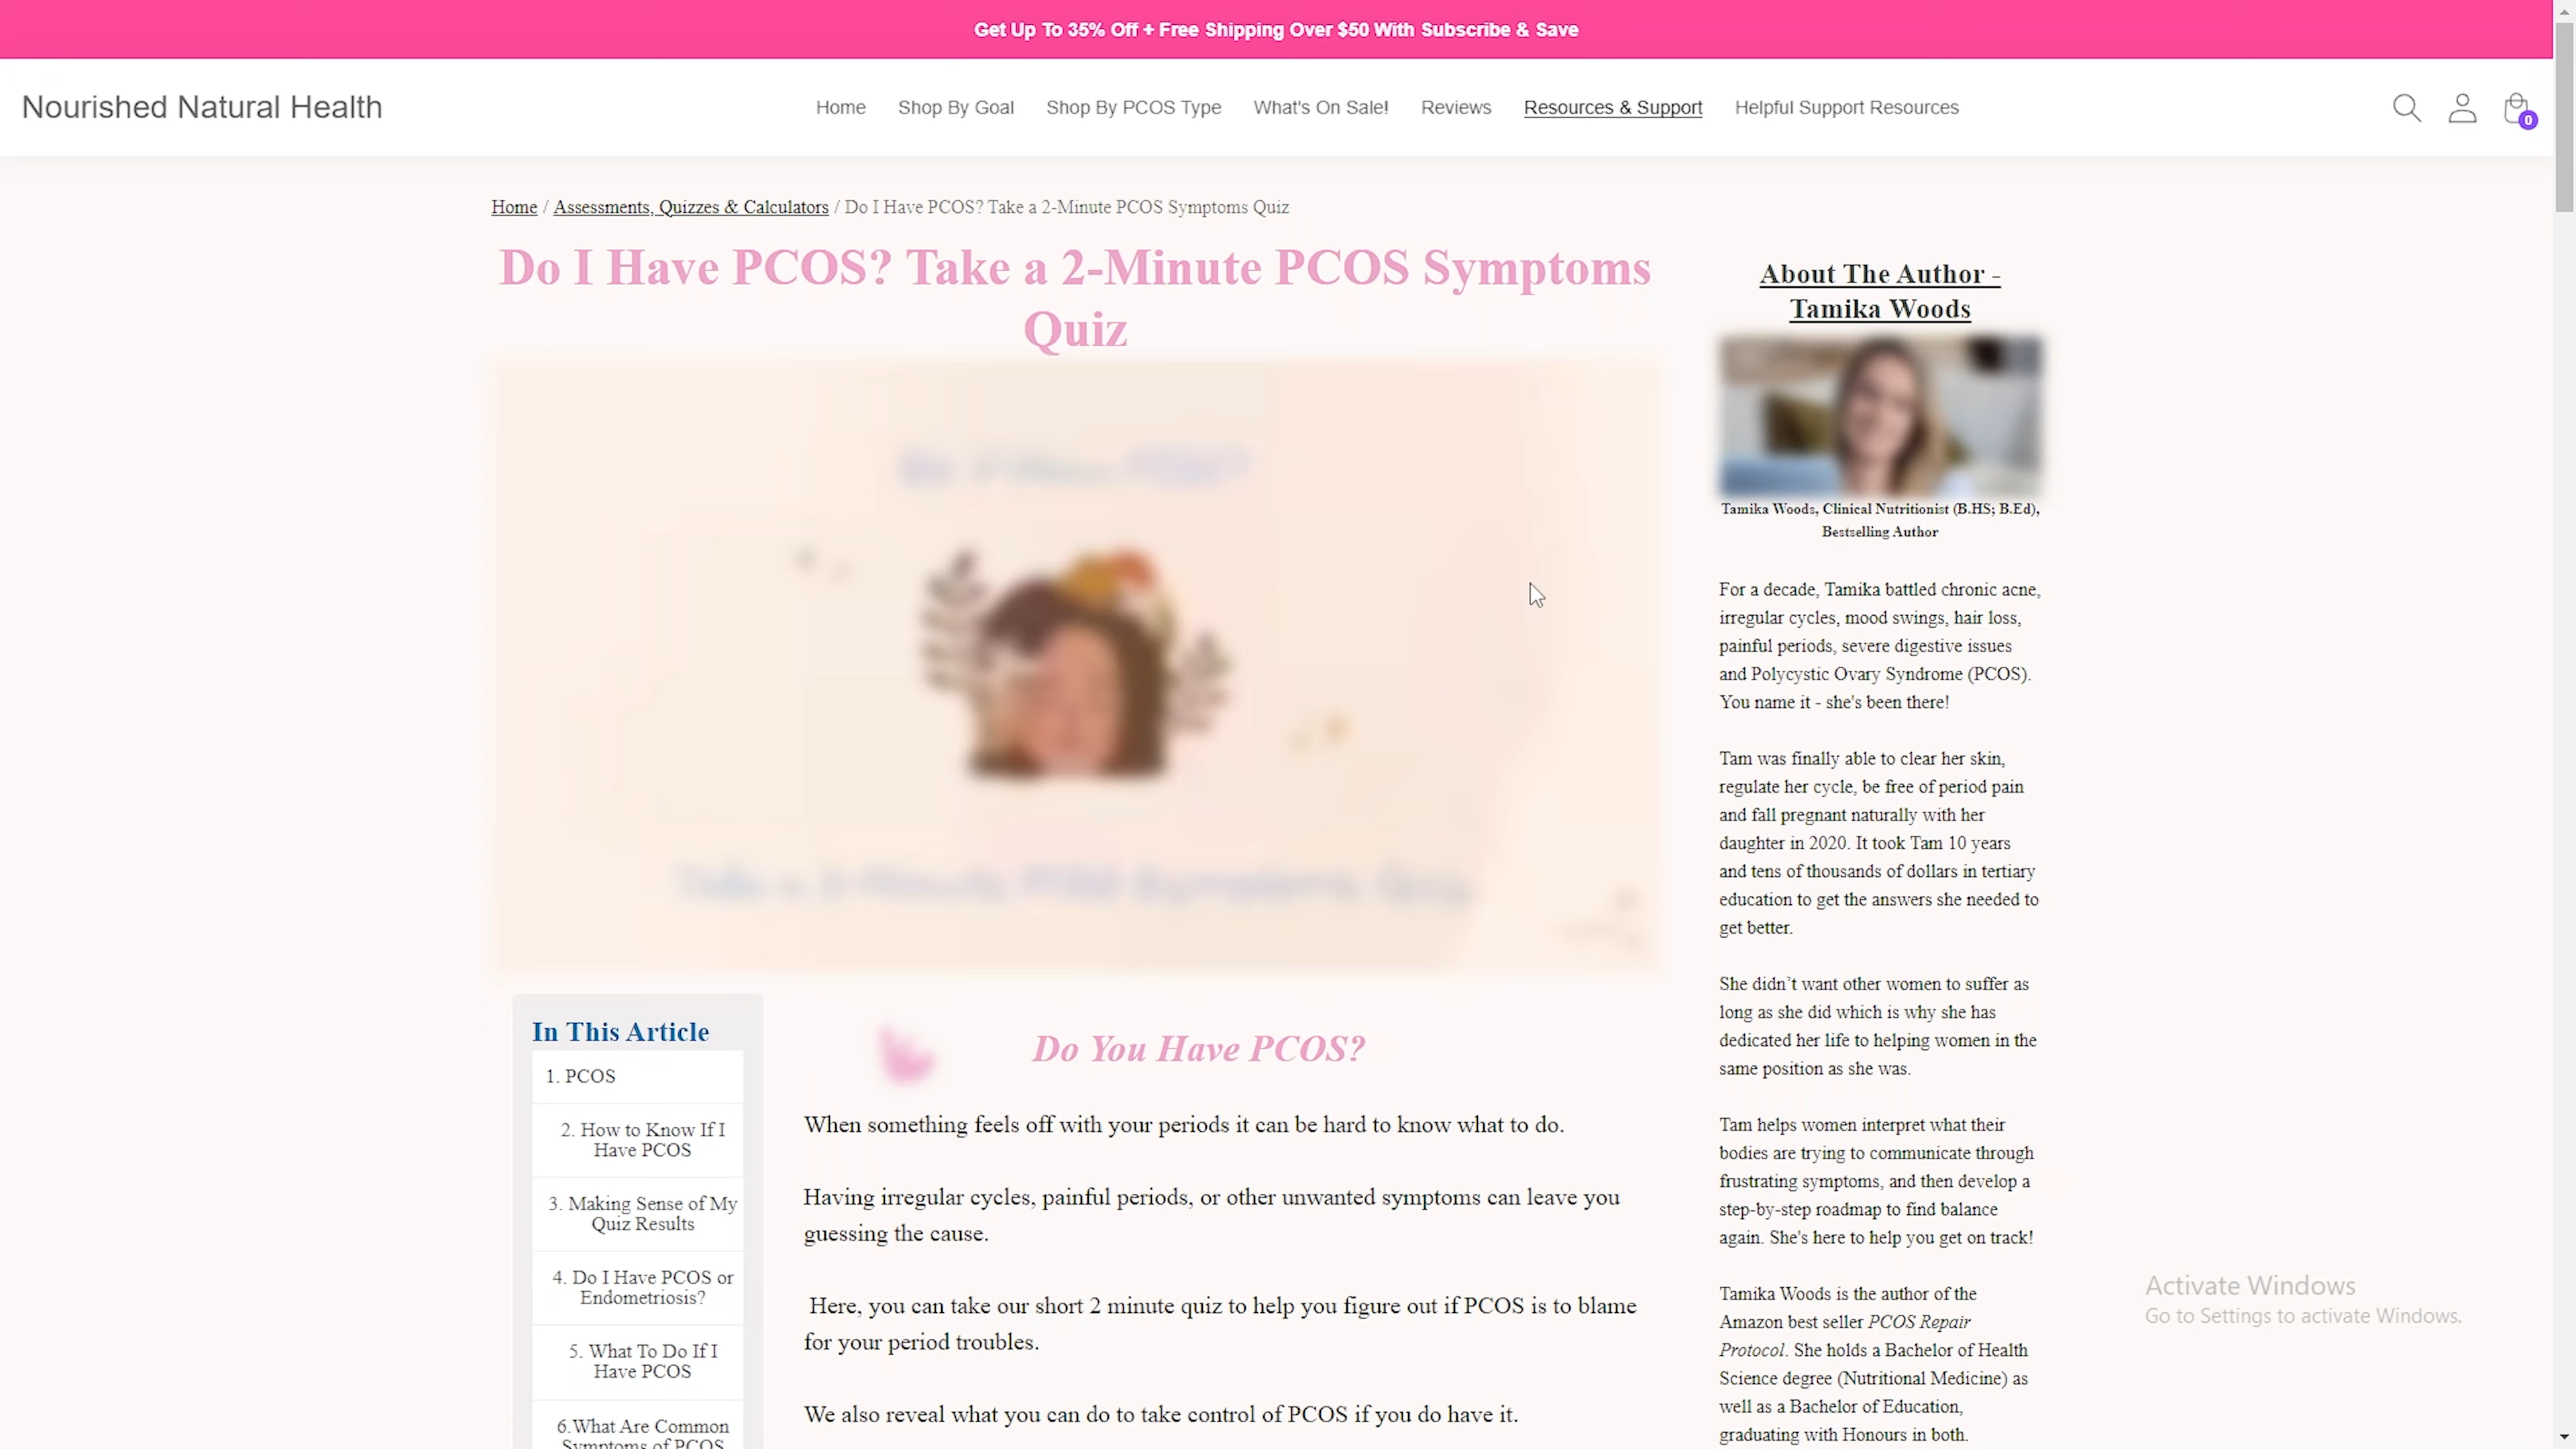 Get Up To 35% Off + Free Shipping Over $50 With Subscribe & Save
Nourished Natural Health
Home
Shop By Goal
Shop By PCOS Type
What's On Sale!
Reviews
Resources & Support
Helpful Support Resources
0
Home / Assessments, Quizzes & Calculators / Do I Have PCOS? Take a 2-Minute PCOS Symptoms Quiz
Do I Have PCOS? Take a 2-Minute PCOS Symptoms
Quiz
In This Article
1. PCOS
2. How to Know If I
Have PCOS
3. Making Sense of My
Quiz Results
4. Do I Have PCOS or
Endometriosis?
5. What To Do If I
Have PCOS
6.What Are Common
Symptoms of PCOS
Do You Have PCOS?
When something feels off with your periods it can be hard to know what to do.
Having irregular cycles, painful periods, or other unwanted symptoms can leave you
guessing the cause.
Here, you can take our short 2 minute quiz to help you figure out if PCOS is to blame
for your period troubles.
We also reveal what you can do to take control of PCOS if you do have it.
About The Author -
Tamika Woods
Tamika Woods, Clinical Nutritionist (B.HS; B.Ed),
Bestselling Author
For a decade, Tamika battled chronic acne,
irregular cycles, mood swings, hair loss,
painful periods, severe digestive issues
and Polycystic Ovary Syndrome (PCOS).
You name it - she's been there!
Tam was finally able to clear her skin,
regulate her cycle, be free of period pain
and fall pregnant naturally with her
daughter in 2020. It took Tam 10 years
and tens of thousands of dollars in tertiary
education to get the answers she needed to
get better.
She didn’t want other women to suffer as
long as she did which is why she has
dedicated her life to helping women in the
same position as she was.
Tam helps women interpret what their
bodies are trying to communicate through
frustrating symptoms, and then develop a
step-by-step roadmap to find balance
again. She's here to help you get on track!
Tamika Woods is the author of the
Amazon best seller PCOS Repair
Protocol. She holds a Bachelor of Health
Science degree (Nutritional Medicine) as
well as a Bachelor of Education,
graduating with Honours in both.
Activate Windows
Go to Settings to activate Windows.